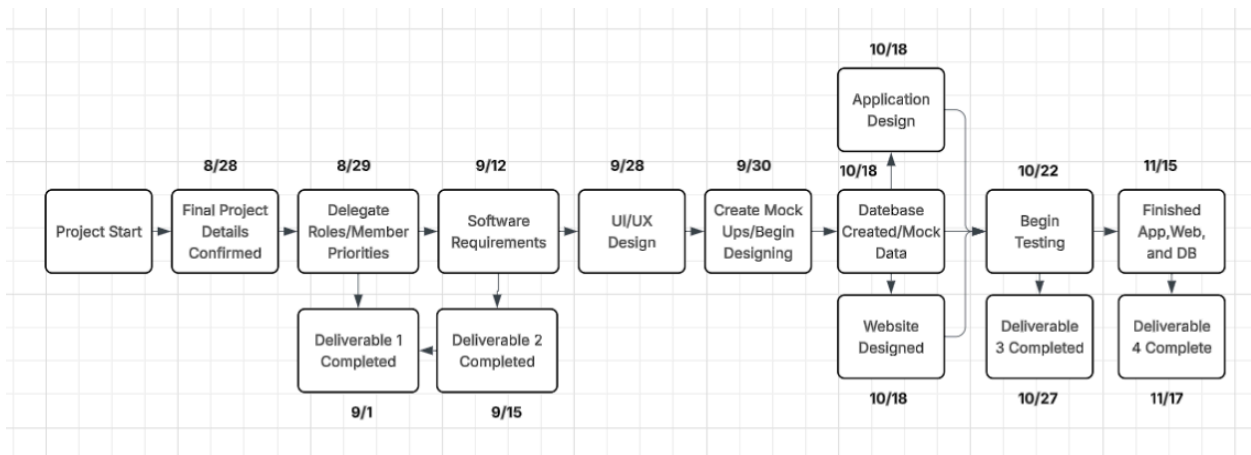 10/18
Application
Design
8/28
8/29
9/12
9/28
9/30
10/18
10/22
11/15
Project Start
Final Project
Details
Confirmed
Delegate
Roles/Member
Priorities
Software
Requirements
UI/UX
Design
Create Mock
Ups/Begin
Designing
Datebase
Created/Mock
Data
Begin
Testing
Finished
App,Web,
and DB
Deliverable 1
Completed
Deliverable 2
Completed
Website
Designed
Deliverable
3 Completed
Deliverable
4 Complete
9/1
9/15
10/18
10/27
11/17